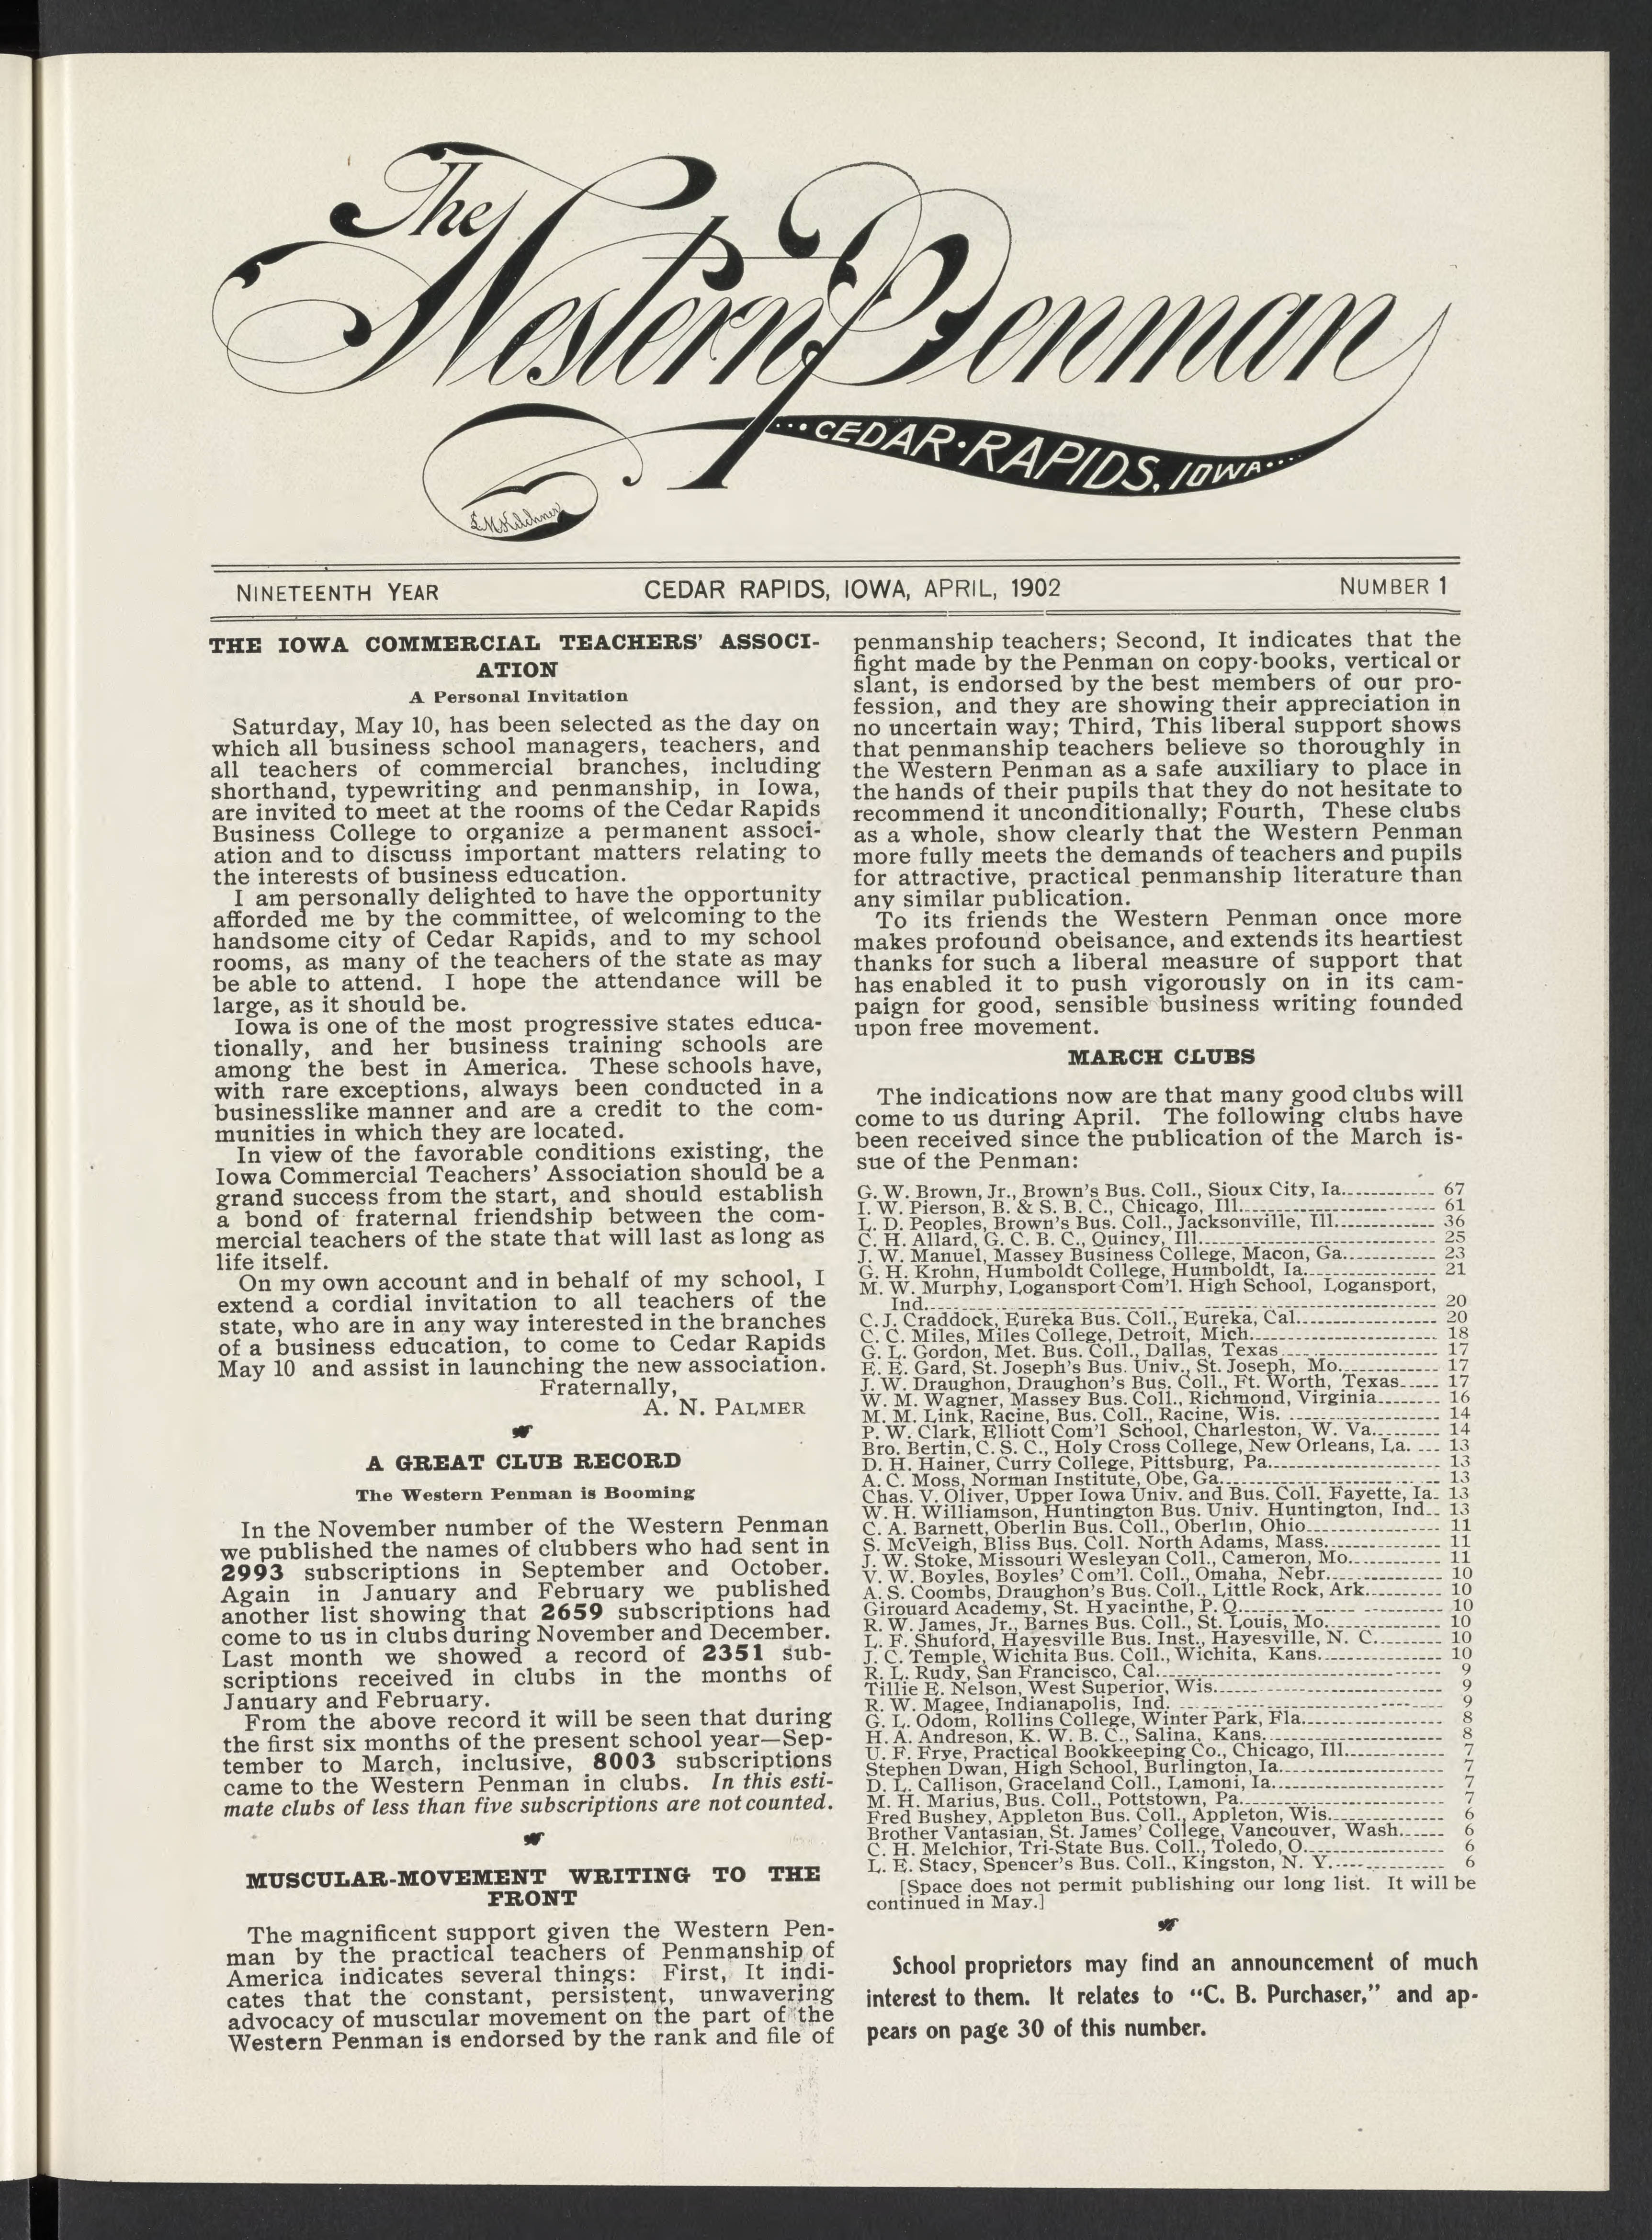 The
Western Penman
···CEDAR·RAPIDS, IOWA····
NINETEENTH YEAR CEDAR RAPIDS, IOWA, APRIL, 1902 NUMBER 1
THE IOWA COMMERCIAL TEACHERS' ASSOCI-
ATION
A Personal Invitation
Saturday, May 10, has been selected as the day on
which all business school managers, teachers, and
all teachers of commercial branches, including
shorthand, typewriting and penmanship, in Iowa,
are invited to meet at the rooms of the Cedar Rapids
Business College to organize a permanent associ-
ation and to discuss important matters relating to
the interests of business education.
I am personally delighted to have the opportunity
afforded me by the committee, of welcoming to the
handsome city of Cedar Rapids, and to my school
rooms, as many of the teachers of the state as may
be able to attend. I hope the attendance will be
large, as it should be.
Iowa is one of the most progressive states educa-
tionally, and her business training schools are
among the best in America. These schools have,
with rare exceptions, always been conducted in a
businesslike manner and are a credit to the com-
munities in which they are located.
In view of the favorable conditions existing, the
Iowa Commercial Teachers' Association should be a
grand success from the start, and should establish
a bond of fraternal friendship between the com-
mercial teachers of the state that will last as long as
life itself.
On my own account and in behalf of my school, I
extend a cordial invitation to all teachers of the
state, who are in any way interested in the branches
of a business education, to come to Cedar Rapids
May 10 and assist in launching the new association.
Fraternally,
A. N. PALMER
A GREAT CLUB RECORD
The Western Penman is Booming
In the November number of the Western Penman
we published the names of clubbers who had sent in
2993 subscriptions in September and October.
Again in January and February we published
another list showing that 2659 subscriptions had
come to us in clubs during November and December.
Last month we showed a record of 2351 sub-
scriptions received in clubs in the months of
January and February.
From the above record it will be seen that during
the first six months of the present school year—Sep-
tember to March, inclusive, 8003 subscriptions
came to the Western Penman in clubs. In this esti-
mate clubs of less than five subscriptions are not counted.
MUSCULAR-MOVEMENT WRITING TO THE
FRONT
The magnificent support given the Western Pen-
man by the practical teachers of Penmanship of
America indicates several things: First, It indi-
cates that the constant, persistent, unwavering
advocacy of muscular movement on the part of the
Western Penman is endorsed by the rank and file of
penmanship teachers; Second, It indicates that the
fight made by the Penman on copy-books, vertical or
slant, is endorsed by the best members of our pro-
fession, and they are showing their appreciation in
no uncertain way; Third, This liberal support shows
that penmanship teachers believe so thoroughly in
the Western Penman as a safe auxiliary to place in
the hands of their pupils that they do not hesitate to
recommend it unconditionally; Fourth, These clubs
as a whole, show clearly that the Western Penman
more fully meets the demands of teachers and pupils
for attractive, practical penmanship literature than
any similar publication.
To its friends the Western Penman once more
makes profound obeisance, and extends its heartiest
thanks for such a liberal measure of support that
has enabled it to push vigorously on in its cam-
paign for good, sensible business writing founded
upon free movement.
MARCH CLUBS
The indications now are that many good clubs will
come to us during April. The following clubs have
been received since the publication of the March is-
sue of the Penman:
G. W. Brown, Jr., Brown's Bus. Coll., Sioux City, Ia. 67
I. W. Pierson, B. & S. B. C., Chicago, Ill. 61
L. D. Peoples, Brown's Bus. Coll., Jacksonville, Ill. 36
C. H. Allard, G. C. B. C., Quincy, Ill. 25
J. W. Manuel, Massey Business College, Macon, Ga. 23
G. H. Krohn, Humboldt College, Humboldt, Ia. 21
M. W. Murphy, Logansport Com'l. High School, Logansport,
Ind. 20
C. J. Craddock, Eureka Bus. Coll., Eureka, Cal. 20
C. C. Miles, Miles College, Detroit, Mich. 18
G. L. Gordon, Met. Bus. Coll., Dallas, Texas 17
E. E. Gard, St. Joseph's Bus. Univ., St. Joseph, Mo. 17
J. W. Draughon, Draughon's Bus. Coll., Ft. Worth, Texas 17
W. M. Wagner, Massey Bus. Coll., Richmond, Virginia 16
M. M. Link, Racine, Bus. Coll., Racine, Wis. 14
P. W. Clark, Elliott Com'l School, Charleston, W. Va. 14
Bro. Bertin, C. S. C., Holy Cross College, New Orleans, La. 13
D. H. Hainer, Curry College, Pittsburg, Pa. 13
A. C. Moss, Norman Institute, Obe, Ga. 13
Chas. V. Oliver, Upper Iowa Univ. and Bus. Coll. Fayette, Ia. 13
W. H. Williamson, Huntington Bus. Univ. Huntington, Ind. 13
C. A. Barnett, Oberlin Bus. Coll., Oberlin, Ohio 11
S. McVeigh, Bliss Bus. Coll. North Adams, Mass. 11
J. W. Stoke, Missouri Wesleyan Coll., Cameron, Mo. 11
V. W. Boyles, Boyles' Com'l. Coll., Omaha, Nebr. 10
A. S. Coombs, Draughon's Bus. Coll., Little Rock, Ark. 10
Girouard Academy, St. Hyacinthe, P. Q. 10
R. W. James, Jr., Barnes Bus. Coll., St. Louis, Mo. 10
L. F. Shuford, Hayesville Bus. Inst., Hayesville, N. C. 10
J. C. Temple, Wichita Bus. Coll., Wichita, Kans. 10
R. L. Rudy, San Francisco, Cal. 9
Tillie E. Nelson, West Superior, Wis. 9
R. W. Magee, Indianapolis, Ind. 9
G. L. Odom, Rollins College, Winter Park, Fla. 8
H. A. Andreson, K. W. B. C., Salina, Kans. 8
U. F. Frye, Practical Bookkeeping Co., Chicago, Ill. 7
Stephen Dwan, High School, Burlington, Ia. 7
D. L. Callison, Graceland Coll., Lamoni, Ia. 7
M. H. Marius, Bus. Coll., Pottstown, Pa. 7
Fred Bushey, Appleton Bus. Coll., Appleton, Wis. 6
Brother Vantasian, St. James' College, Vancouver, Wash. 6
C. H. Melchior, Tri-State Bus. Coll., Toledo, O. 6
L. E. Stacy, Spencer's Bus. Coll., Kingston, N. Y. 6
[Space does not permit publishing our long list. It will be
continued in May.]
School proprietors may find an announcement of much
interest to them. It relates to "C. B. Purchaser," and ap-
pears on page 30 of this number.